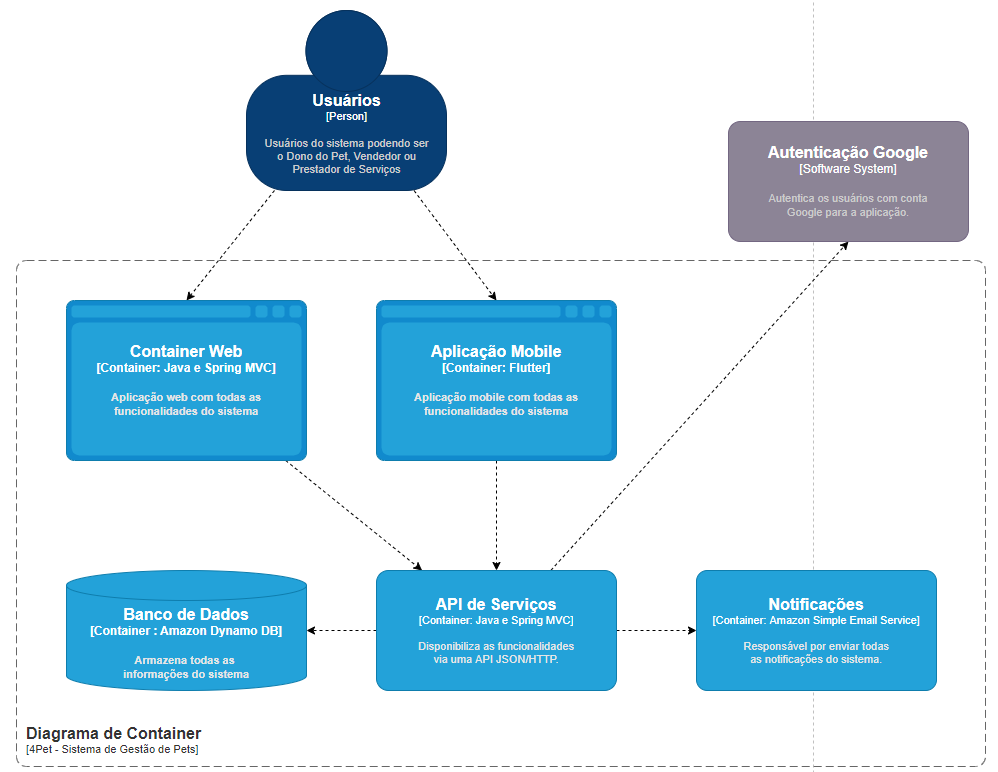 Usuários
[Person]
Usuários do sistema podendo ser
o Dono do Pet, Vendedor ou
Prestador de Serviços
Autenticação Google
[Software System]
Autentica os usuários com conta
Google para a aplicação.
Container Web
[Container: Java e Spring MVC]
Aplicação web com todas as
funcionalidades do sistema
Aplicação Mobile
[Container: Flutter]
Aplicação mobile com todas as
funcionalidades do sistema
Banco de Dados
[Container : Amazon Dynamo DB]
Armazena todas as
informações do sistema
API de Serviços
[Container: Java e Spring MVC]
Disponibiliza as funcionalidades
via uma API JSON/HTTP.
Notificações
[Container: Amazon Simple Email Service]
Responsável por enviar todas
as notificações do sistema.
Diagrama de Container
[4Pet - Sistema de Gestão de Pets]